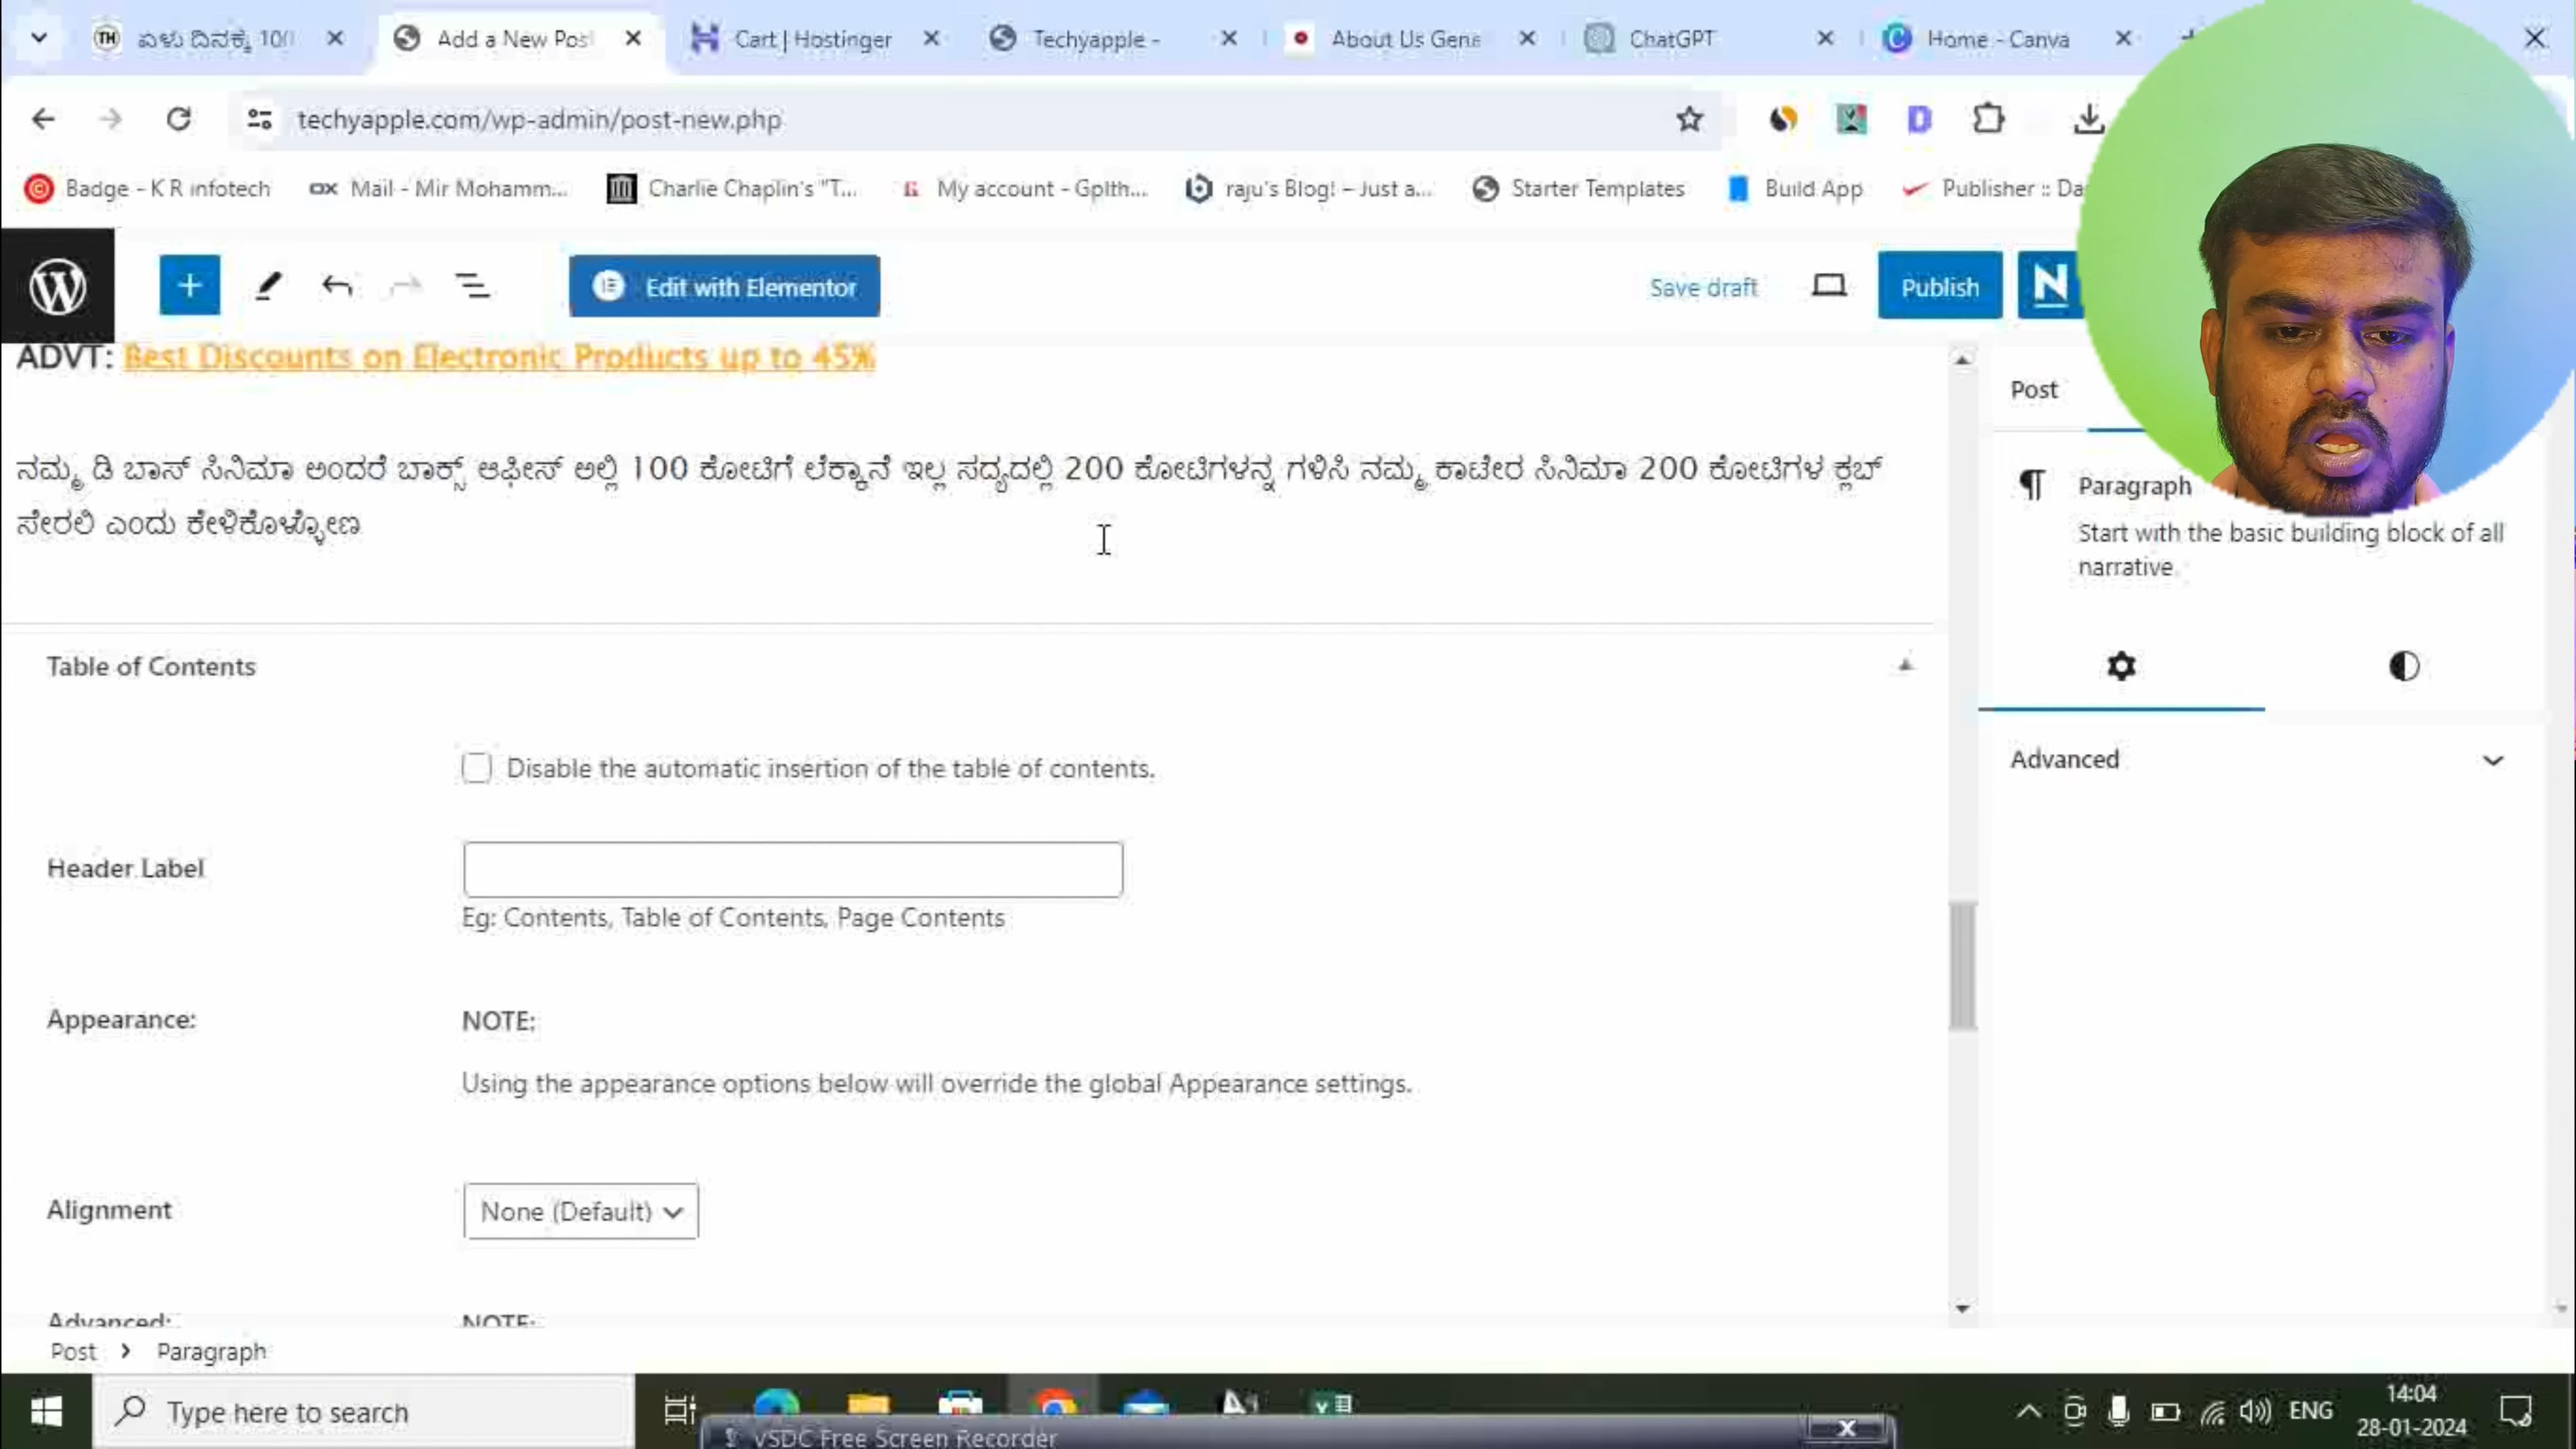 ಏಳು ದಿನಕ್ಕೆ 100
Add a New Post
Cart | Hostinger
Techyapple -
About Us Gene
ChatGPT
Home - Canva
techyapple.com/wp-admin/post-new.php
Badge - K R infotech
Mail - Mir Mohamm...
Charlie Chaplin's "T...
My account - Gplth...
raju's Blog! – Just a...
Starter Templates
Build App
Publisher :: Da
Edit with Elementor
Save draft
Publish
ADVT: Best Discounts on Electronic Products up to 45%
ನಮ್ಮ ಡಿ ಬಾಸ್ ಸಿನಿಮಾ ಅಂದರೆ ಬಾಕ್ಸ್ ಆಫೀಸ್ ಅಲ್ಲಿ 100 ಕೋಟಿಗೆ ಲೆಕ್ಕಾನೆ ಇಲ್ಲ ಸದ್ಯದಲ್ಲಿ 200 ಕೋಟಿಗಳನ್ನ ಗಳಿಸಿ ನಮ್ಮ ಕಾಟೇರ ಸಿನಿಮಾ 200 ಕೋಟಿಗಳ ಕ್ಲಬ್
ಸೇರಲಿ ಎಂದು ಕೇಳಿಕೊಳ್ಳೋಣ
Post
Paragraph
Start with the basic building block of all
narrative.
Advanced
Table of Contents
Disable the automatic insertion of the table of contents.
Header Label
Eg: Contents, Table of Contents, Page Contents
Appearance:
NOTE:
Using the appearance options below will override the global Appearance settings.
Alignment
None (Default)
Advanced:
NOTE:
Post > Paragraph
Type here to search
VSDC Free Screen Recorder
ENG
14:04
28-01-2024